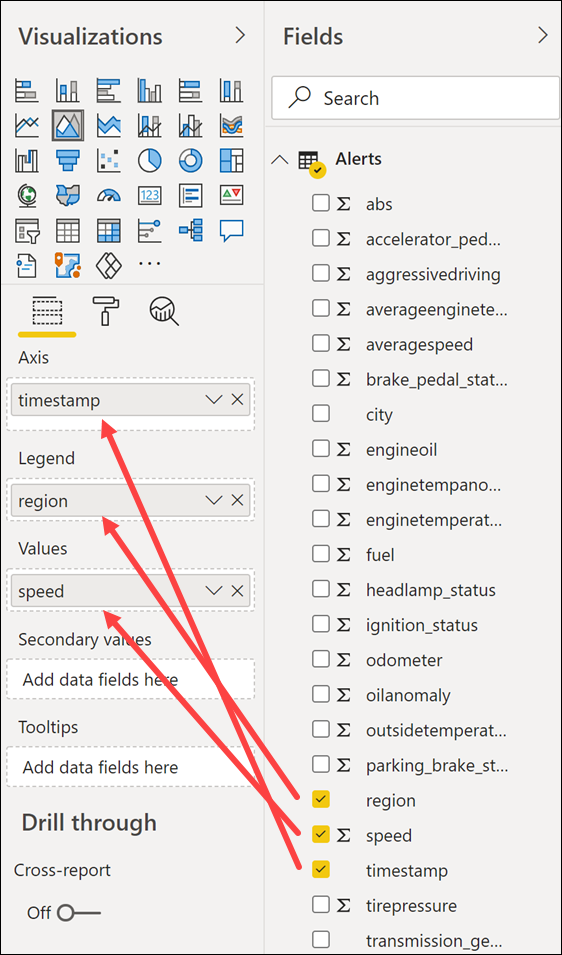 Visualizations
123
Axis
timestamp
Legend
region
Values
speed
Secondary values
Add data fields here
Tooltips
Add data fields here
Drill through
Cross-report
Off
Fields
Search
Alerts
Σ abs
Σ accelerator_ped...
Σ aggressivedriving
Σ averageenginete...
Σ averagespeed
Σ brake_pedal_stat...
city
Σ engineoil
Σ enginetempano...
Σ enginetemperat...
Σ fuel
Σ headlamp_status
Σ ignition_status
Σ odometer
Σ oilanomaly
Σ outsidetemperat...
Σ parking_brake_st...
region
Σ speed
timestamp
Σ tirepressure
transmission_ge...